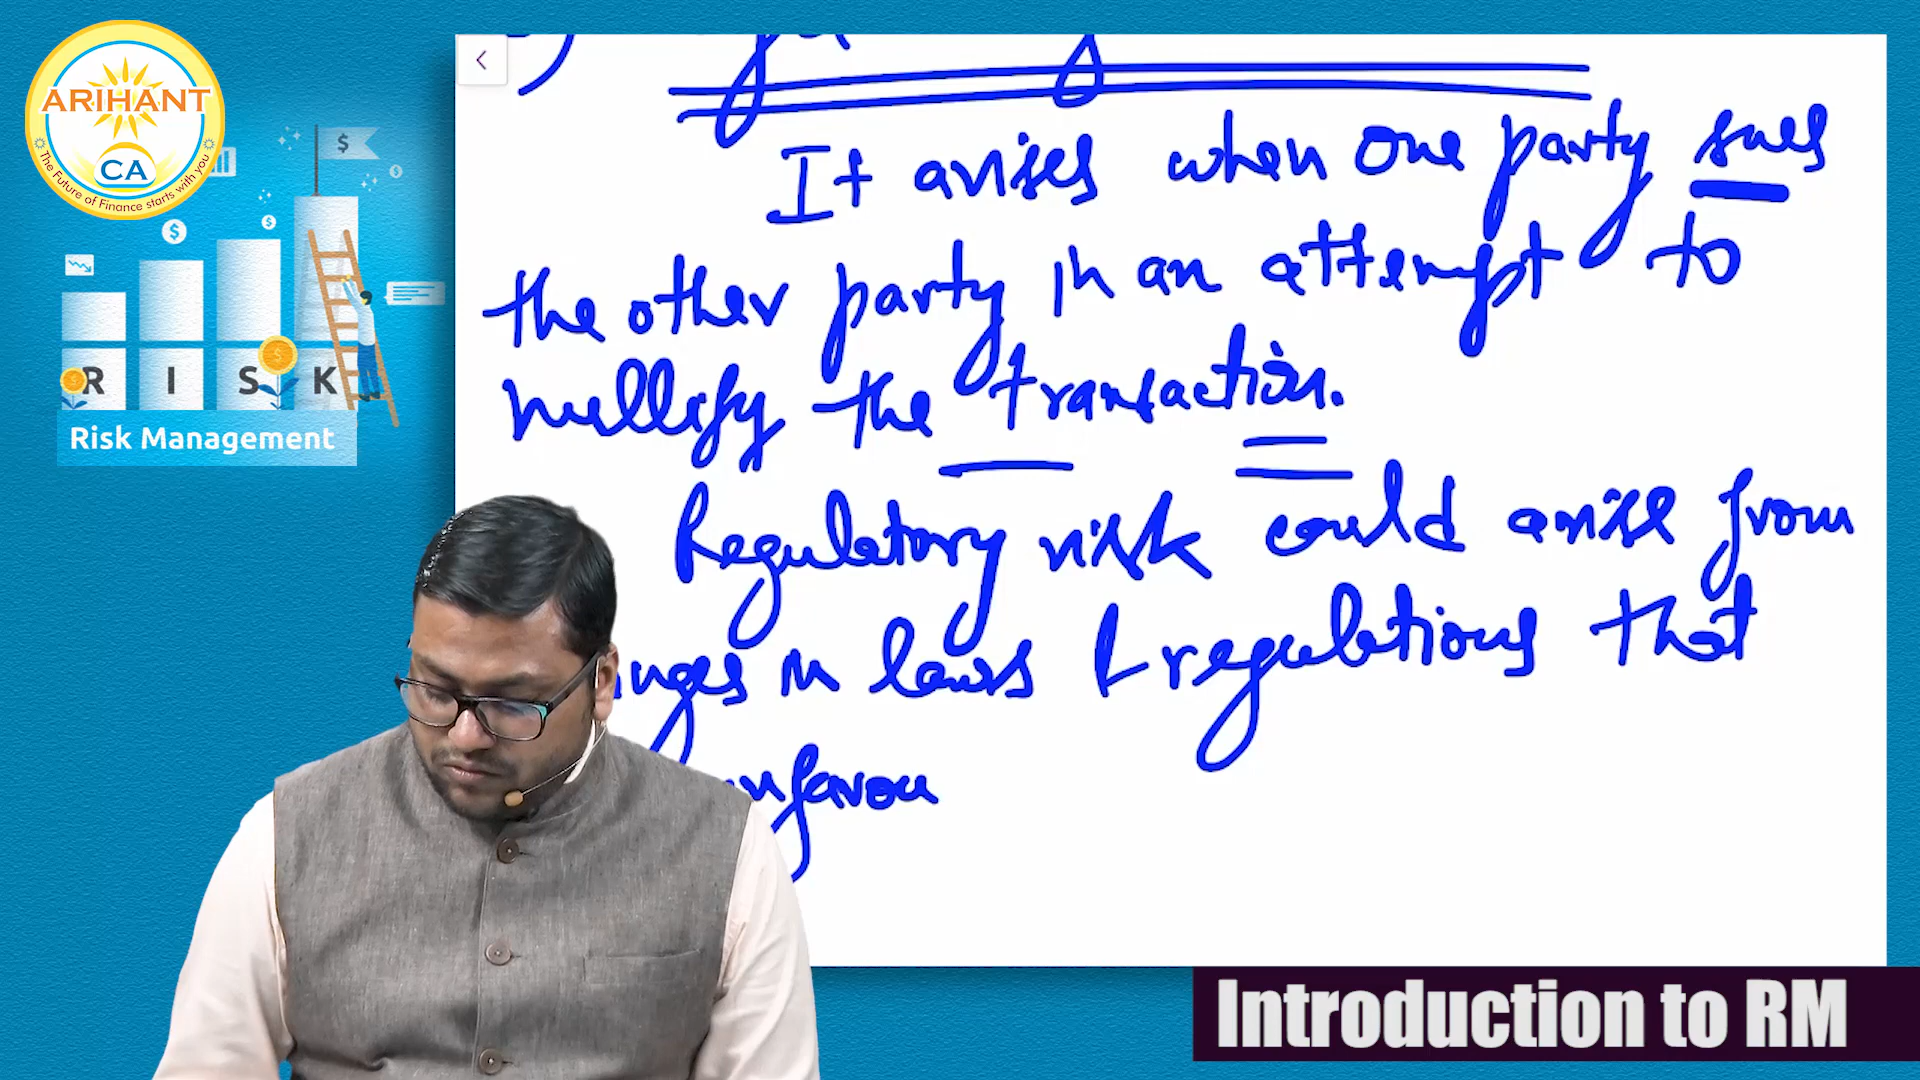 ARIHANT
CA
The Future of Finance starts with you
$
$
$
$
$
R I S K
Risk Management
It arises when one party sues
the other party in an attempt to
nullify the transaction.
Regulatory risk could arise from
in laws & regulations that
unfavou
Introduction to RM